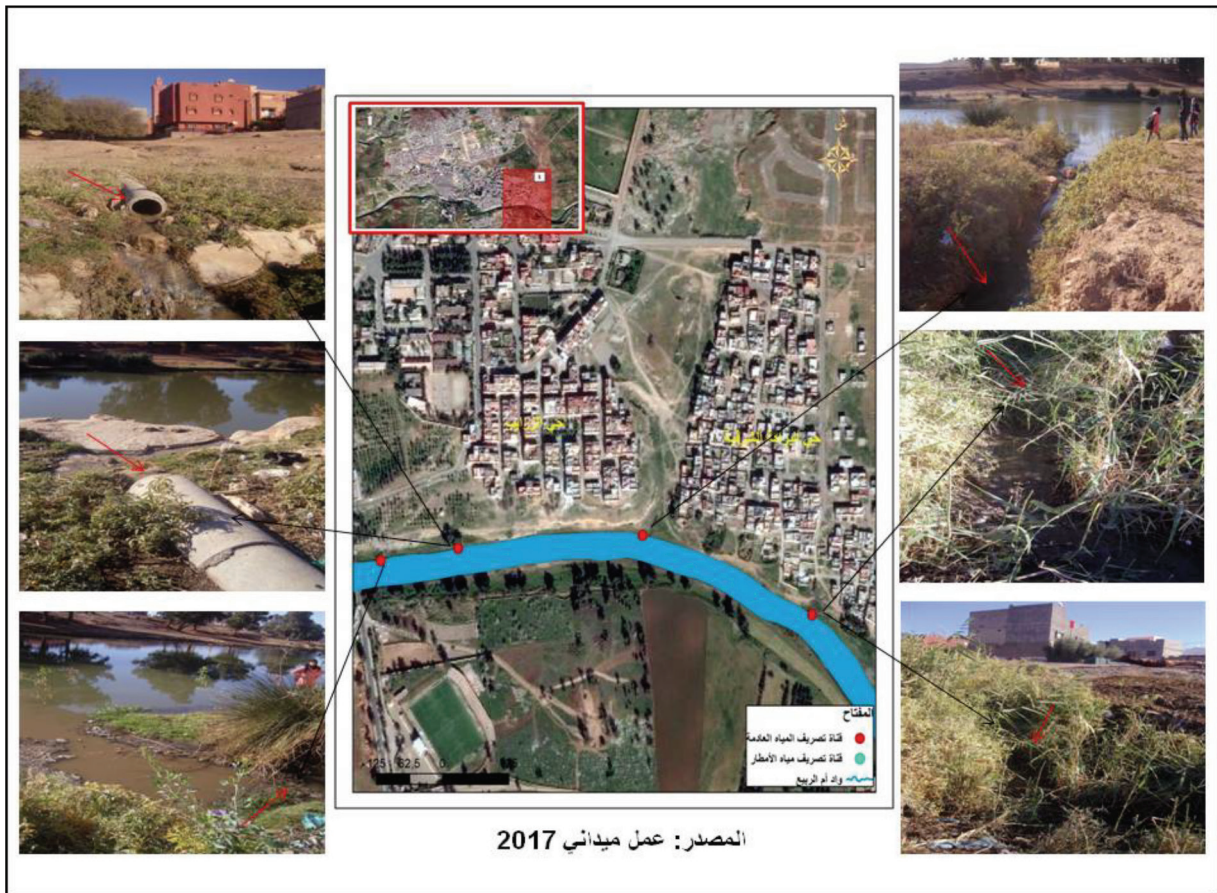 المفتاح
قناة تصريف المياه العادمة
قناة تصريف مياه الأمطار
واد أم الربيع
المصدر: عمل ميداني 2017